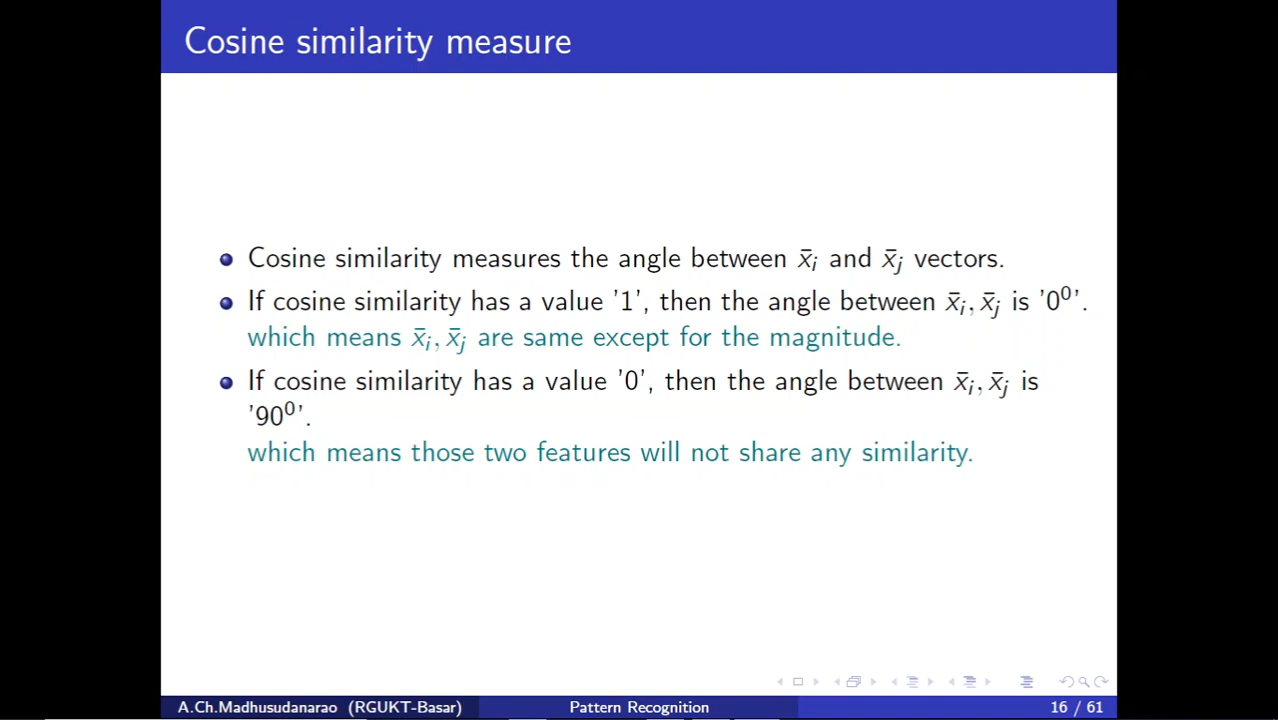 Cosine similarity measure
Cosine similarity measures the angle between x̄ᵢ and x̄ⱼ vectors.
If cosine similarity has a value '1', then the angle between x̄ᵢ, x̄ⱼ is '0⁰'.
which means x̄ᵢ, x̄ⱼ are same except for the magnitude.
If cosine similarity has a value '0', then the angle between x̄ᵢ, x̄ⱼ is
'90⁰'.
which means those two features will not share any similarity.
A.Ch.Madhusudanarao (RGUKT-Basar) Pattern Recognition 16 / 61